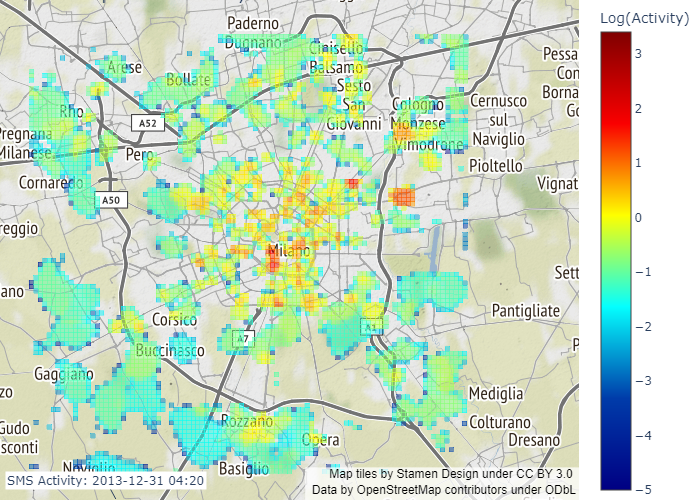 Log(Activity)
Paderno
Dugnano
Cinisello
Balsamo
Sesto
San
Giovanni
Arese
Bollate
Rho
A52
Pregnana
Milanese
Pero
Cornaredo
A50
Cologno
Monzese
Vimodrone
Cernusco
sul
Naviglio
Pioltello
Pessa
Con
Borna
Go
Vignat
reggio
Milano
ano
Sett
Pantigliate
Corsico
A7
A1
Buccinasco
Gaggiano
zo
Gudo
sconti
Mediglia
Colturano
Dresano
Rozzano
Opera
Basiglio
Noviglio
P
SMS Activity: 2013-12-31 04:20
Map tiles by Stamen Design under CC BY 3.0
Data by OpenStreetMap contributors under ODbL
3
2
1
0
−1
−2
−3
−4
−5